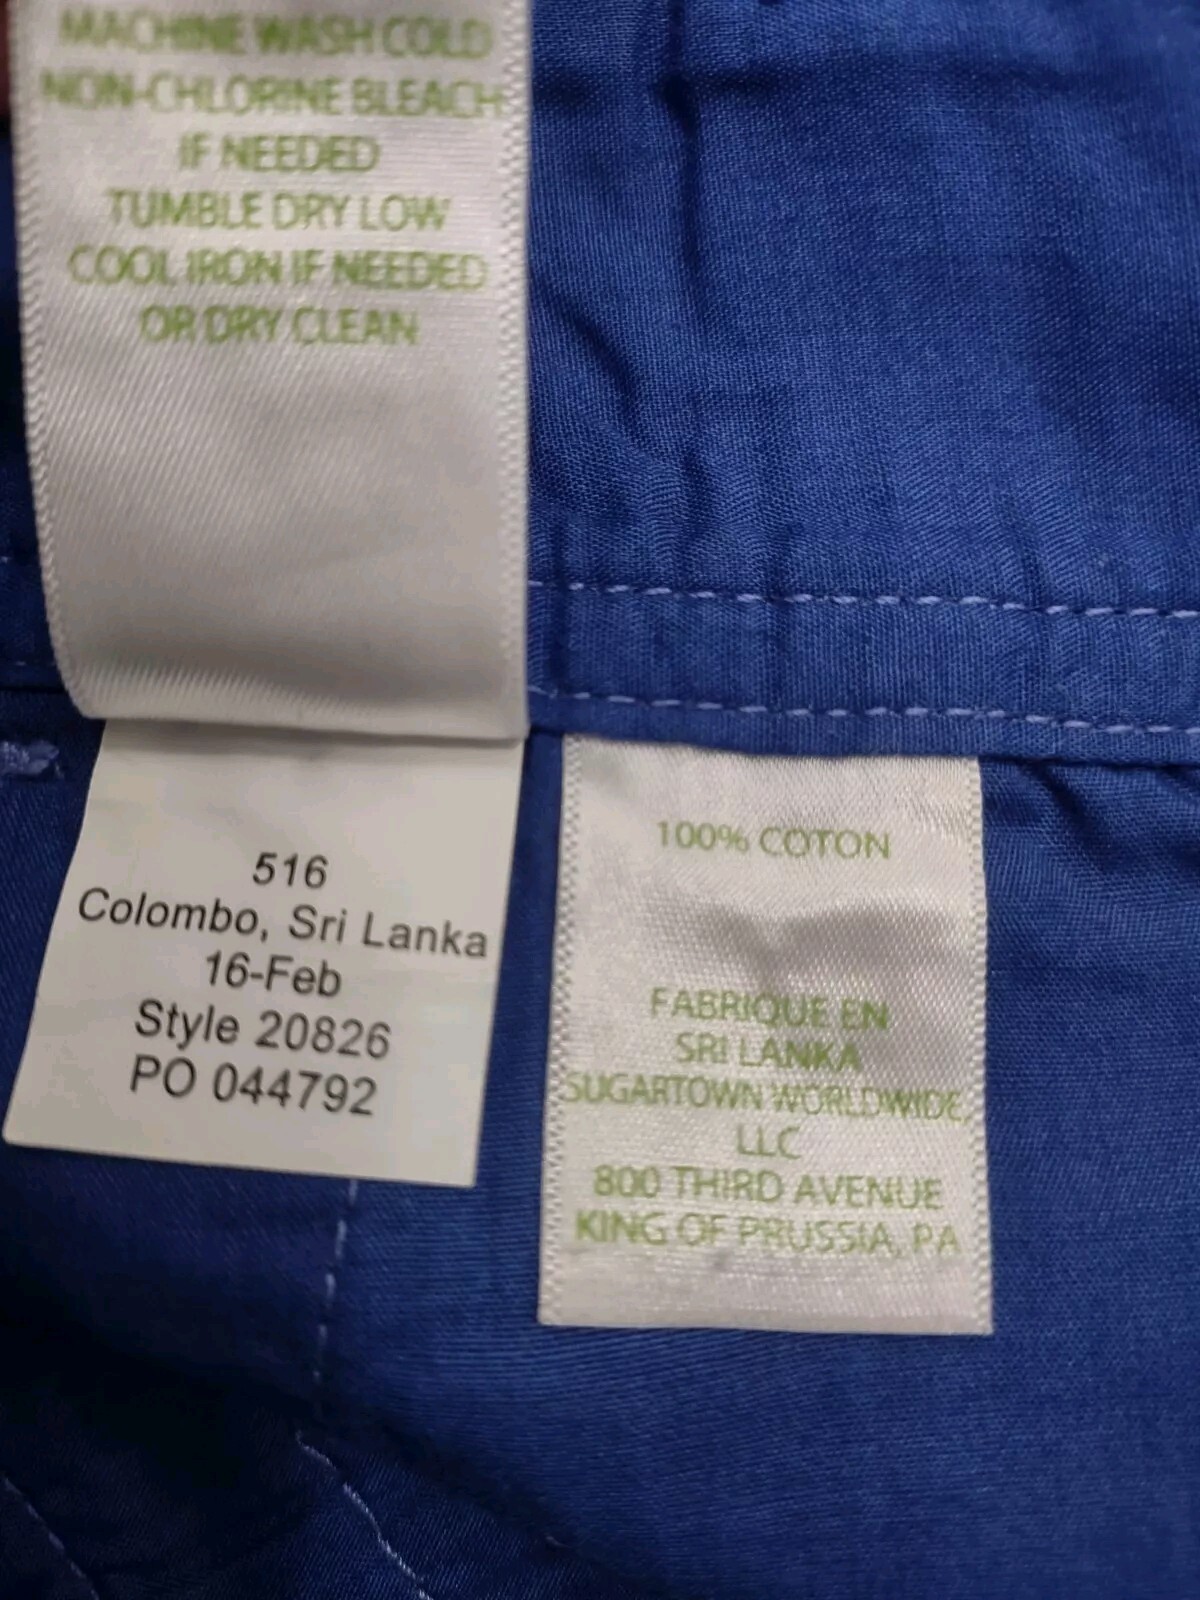 MACHINE WASH COLD
NON-CHLORINE BLEACH
IF NEEDED
TUMBLE DRY LOW
COOL IRON IF NEEDED
OR DRY CLEAN
516
Colombo, Sri Lanka
16-Feb
Style 20826
PO 044792
100% COTON
FABRIQUE EN
SRI LANKA
SUGARTOWN WORLDWIDE,
LLC
800 THIRD AVENUE
KING OF PRUSSIA, PA